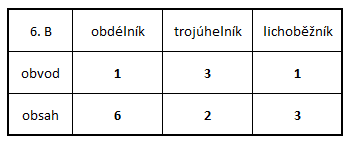 6. B obdélník trojúhelník lichoběžník
obvod 1 3 1
obsah 6 2 3